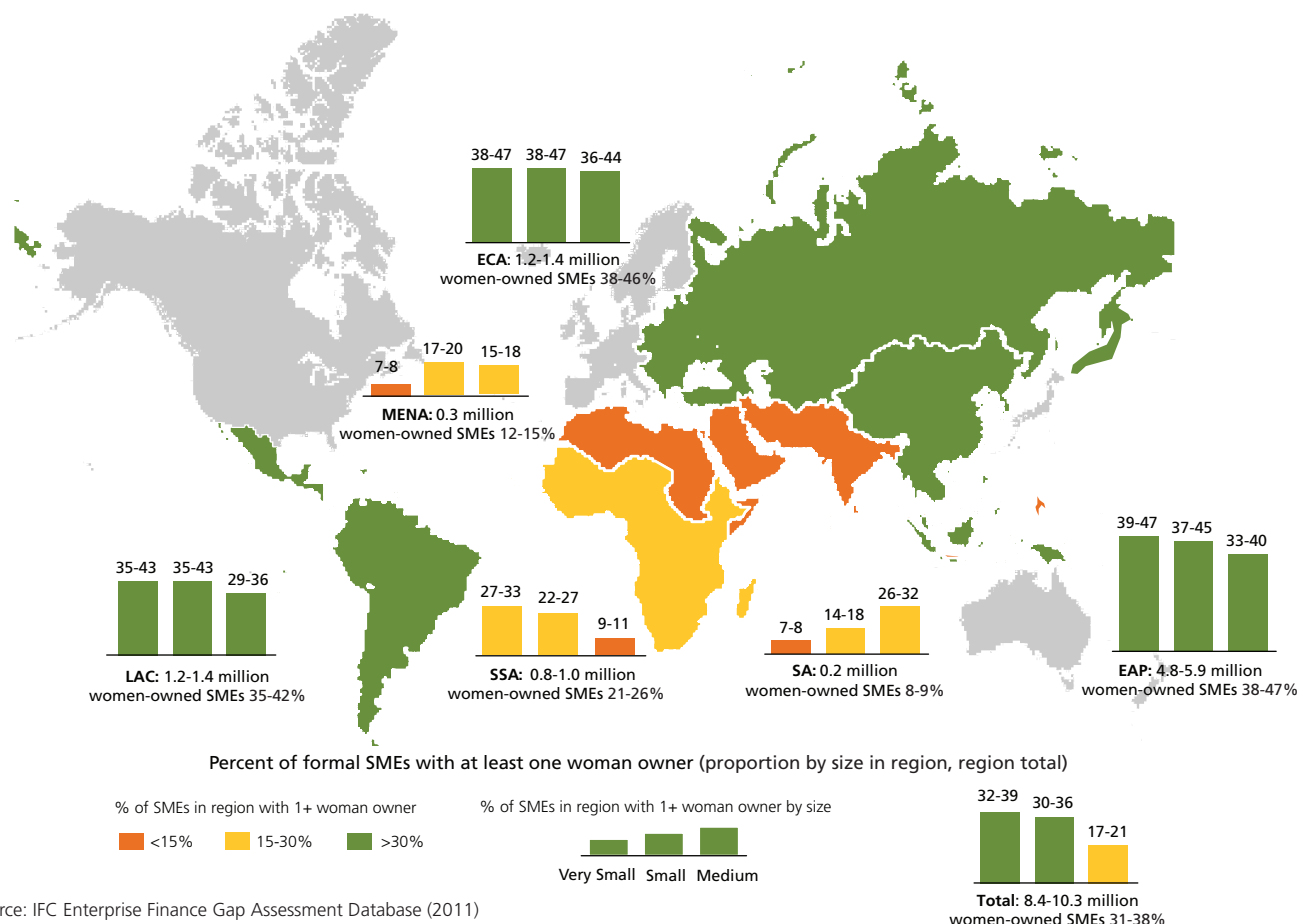 38-47 38-47 36-44
ECA: 1.2-1.4 million
women-owned SMEs 38-46%
7-8 17-20 15-18
MENA: 0.3 million
women-owned SMEs 12-15%
35-43 35-43 29-36
LAC: 1.2-1.4 million
women-owned SMEs 35-42%
27-33 22-27 9-11
SSA: 0.8-1.0 million
women-owned SMEs 21-26%
7-8 14-18 26-32
SA: 0.2 million
women-owned SMEs 8-9%
39-47 37-45 33-40
EAP: 4.8-5.9 million
women-owned SMEs 38-47%
Percent of formal SMEs with at least one woman owner (proportion by size in region, region total)
% of SMEs in region with 1+ woman owner
<15% 15-30% >30%
% of SMEs in region with 1+ woman owner by size
Very Small Small Medium
32-39 30-36 17-21
Total: 8.4-10.3 million
women-owned SMEs 31-38%
rce: IFC Enterprise Finance Gap Assessment Database (2011)